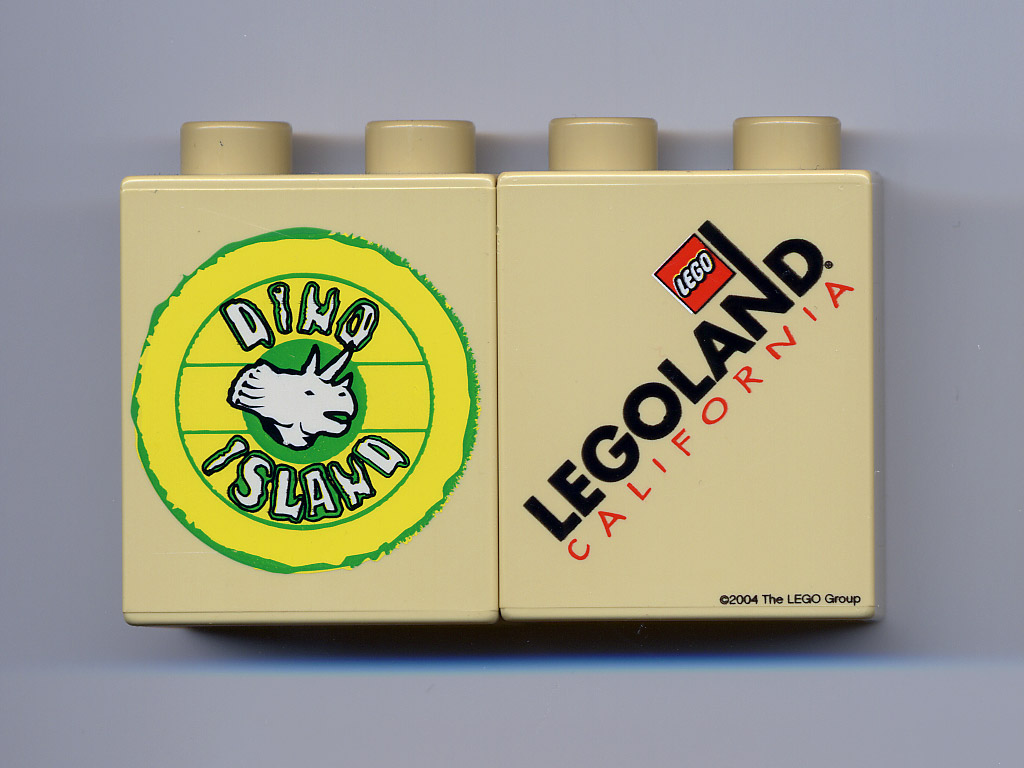 DINO
ISLAND
LEGO
LEGOLAND®
CALIFORNIA
©2004 The LEGO Group